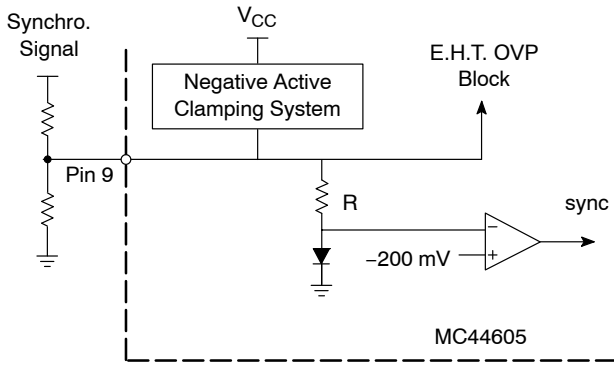 Synchro.
Signal
VCC
Negative Active
Clamping System
E.H.T. OVP
Block
Pin 9
R
−200 mV
−
+
sync
MC44605